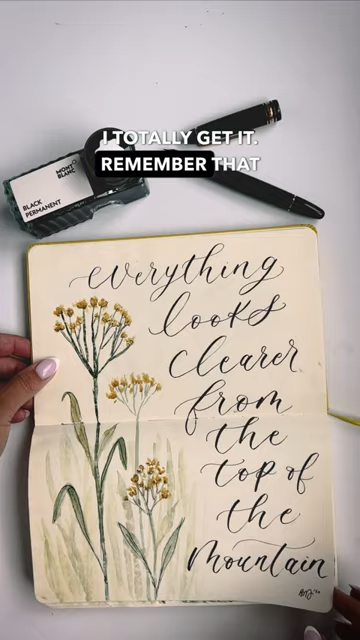 I TOTALLY GET IT.
REMEMBER THAT
MONT
BLANC
BLACK
PERMANENT
everything
looks
clearer
from
the
top of
the
mountain